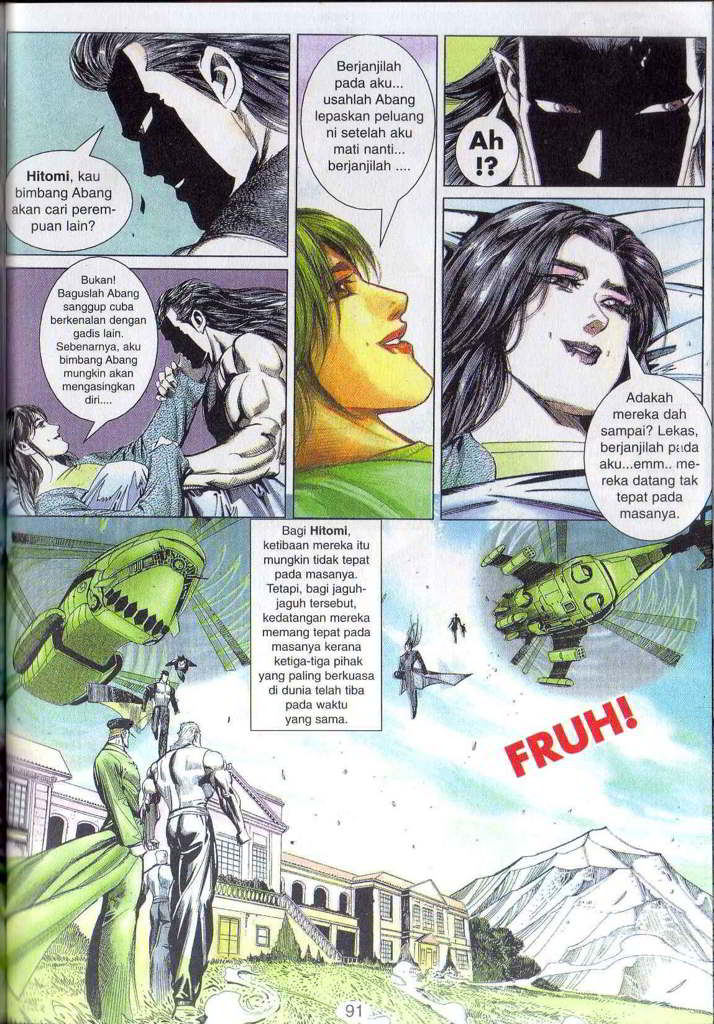 Hitomi, kau
bimbang Abang
akan cari perem-
puan lain?
Bukan!
Baguslah Abang
sanggup cuba
berkenalan dengan
gadis lain.
Sebenarnya, aku
bimbang Abang
mungkin akan
mengasingkan
diri....
Berjanjilah
pada aku...
usahlah Abang
lepaskan peluang
ni setelah aku
mati nanti...
berjanjilah ....
Ah
!?
Adakah
mereka dah
sampai? Lekas,
berjanjilah pada
aku...emm.. me-
reka datang tak
tepat pada
masanya.
Bagi Hitomi,
ketibaan mereka itu
mungkin tidak tepat
pada masanya.
Tetapi, bagi jaguh-
jaguh tersebut,
kedatangan mereka
memang tepat pada
masanya kerana
ketiga-tiga pihak
yang paling berkuasa
di dunia telah tiba
pada waktu
yang sama.
FRUH!
91